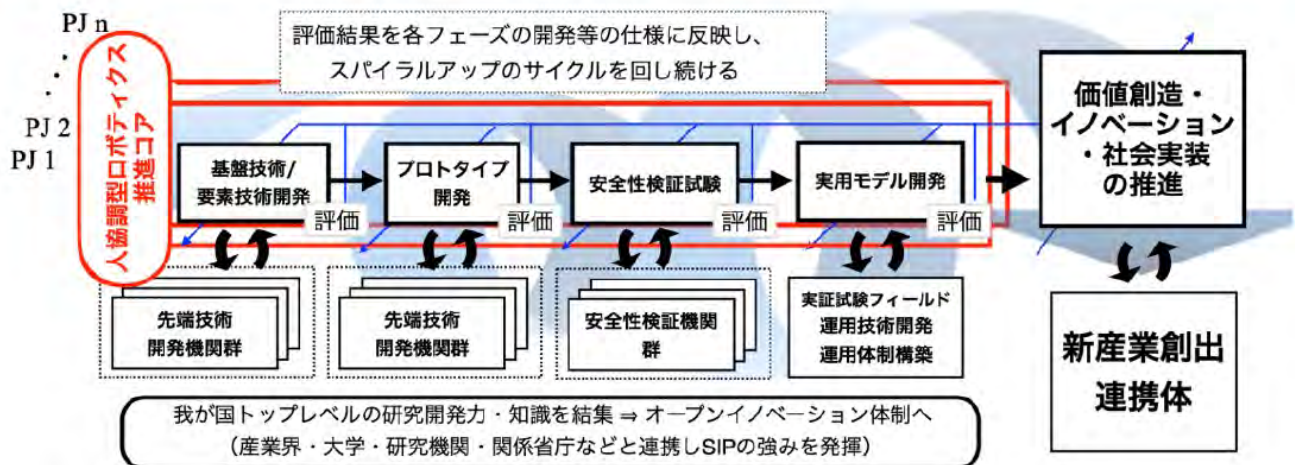 PJ n
PJ 2
PJ 1
人協調型ロボティクス
推進コア
評価結果を各フェーズの開発等の仕様に反映し、
スパイラルアップのサイクルを回し続ける
基盤技術/
要素技術開発
評価
プロトタイプ
開発
評価
安全性検証試験
評価
実用モデル開発
評価
価値創造・
イノベーション
・社会実装
の推進
先端技術
開発機関群
先端技術
開発機関群
安全性検証機関
群
実証試験フィールド
運用技術開発
運用体制構築
新産業創出
連携体
我が国トップレベルの研究開発力・知識を結集 ⇒ オープンイノベーション体制へ
（産業界・大学・研究機関・関係省庁などと連携しSIPの強みを発揮）